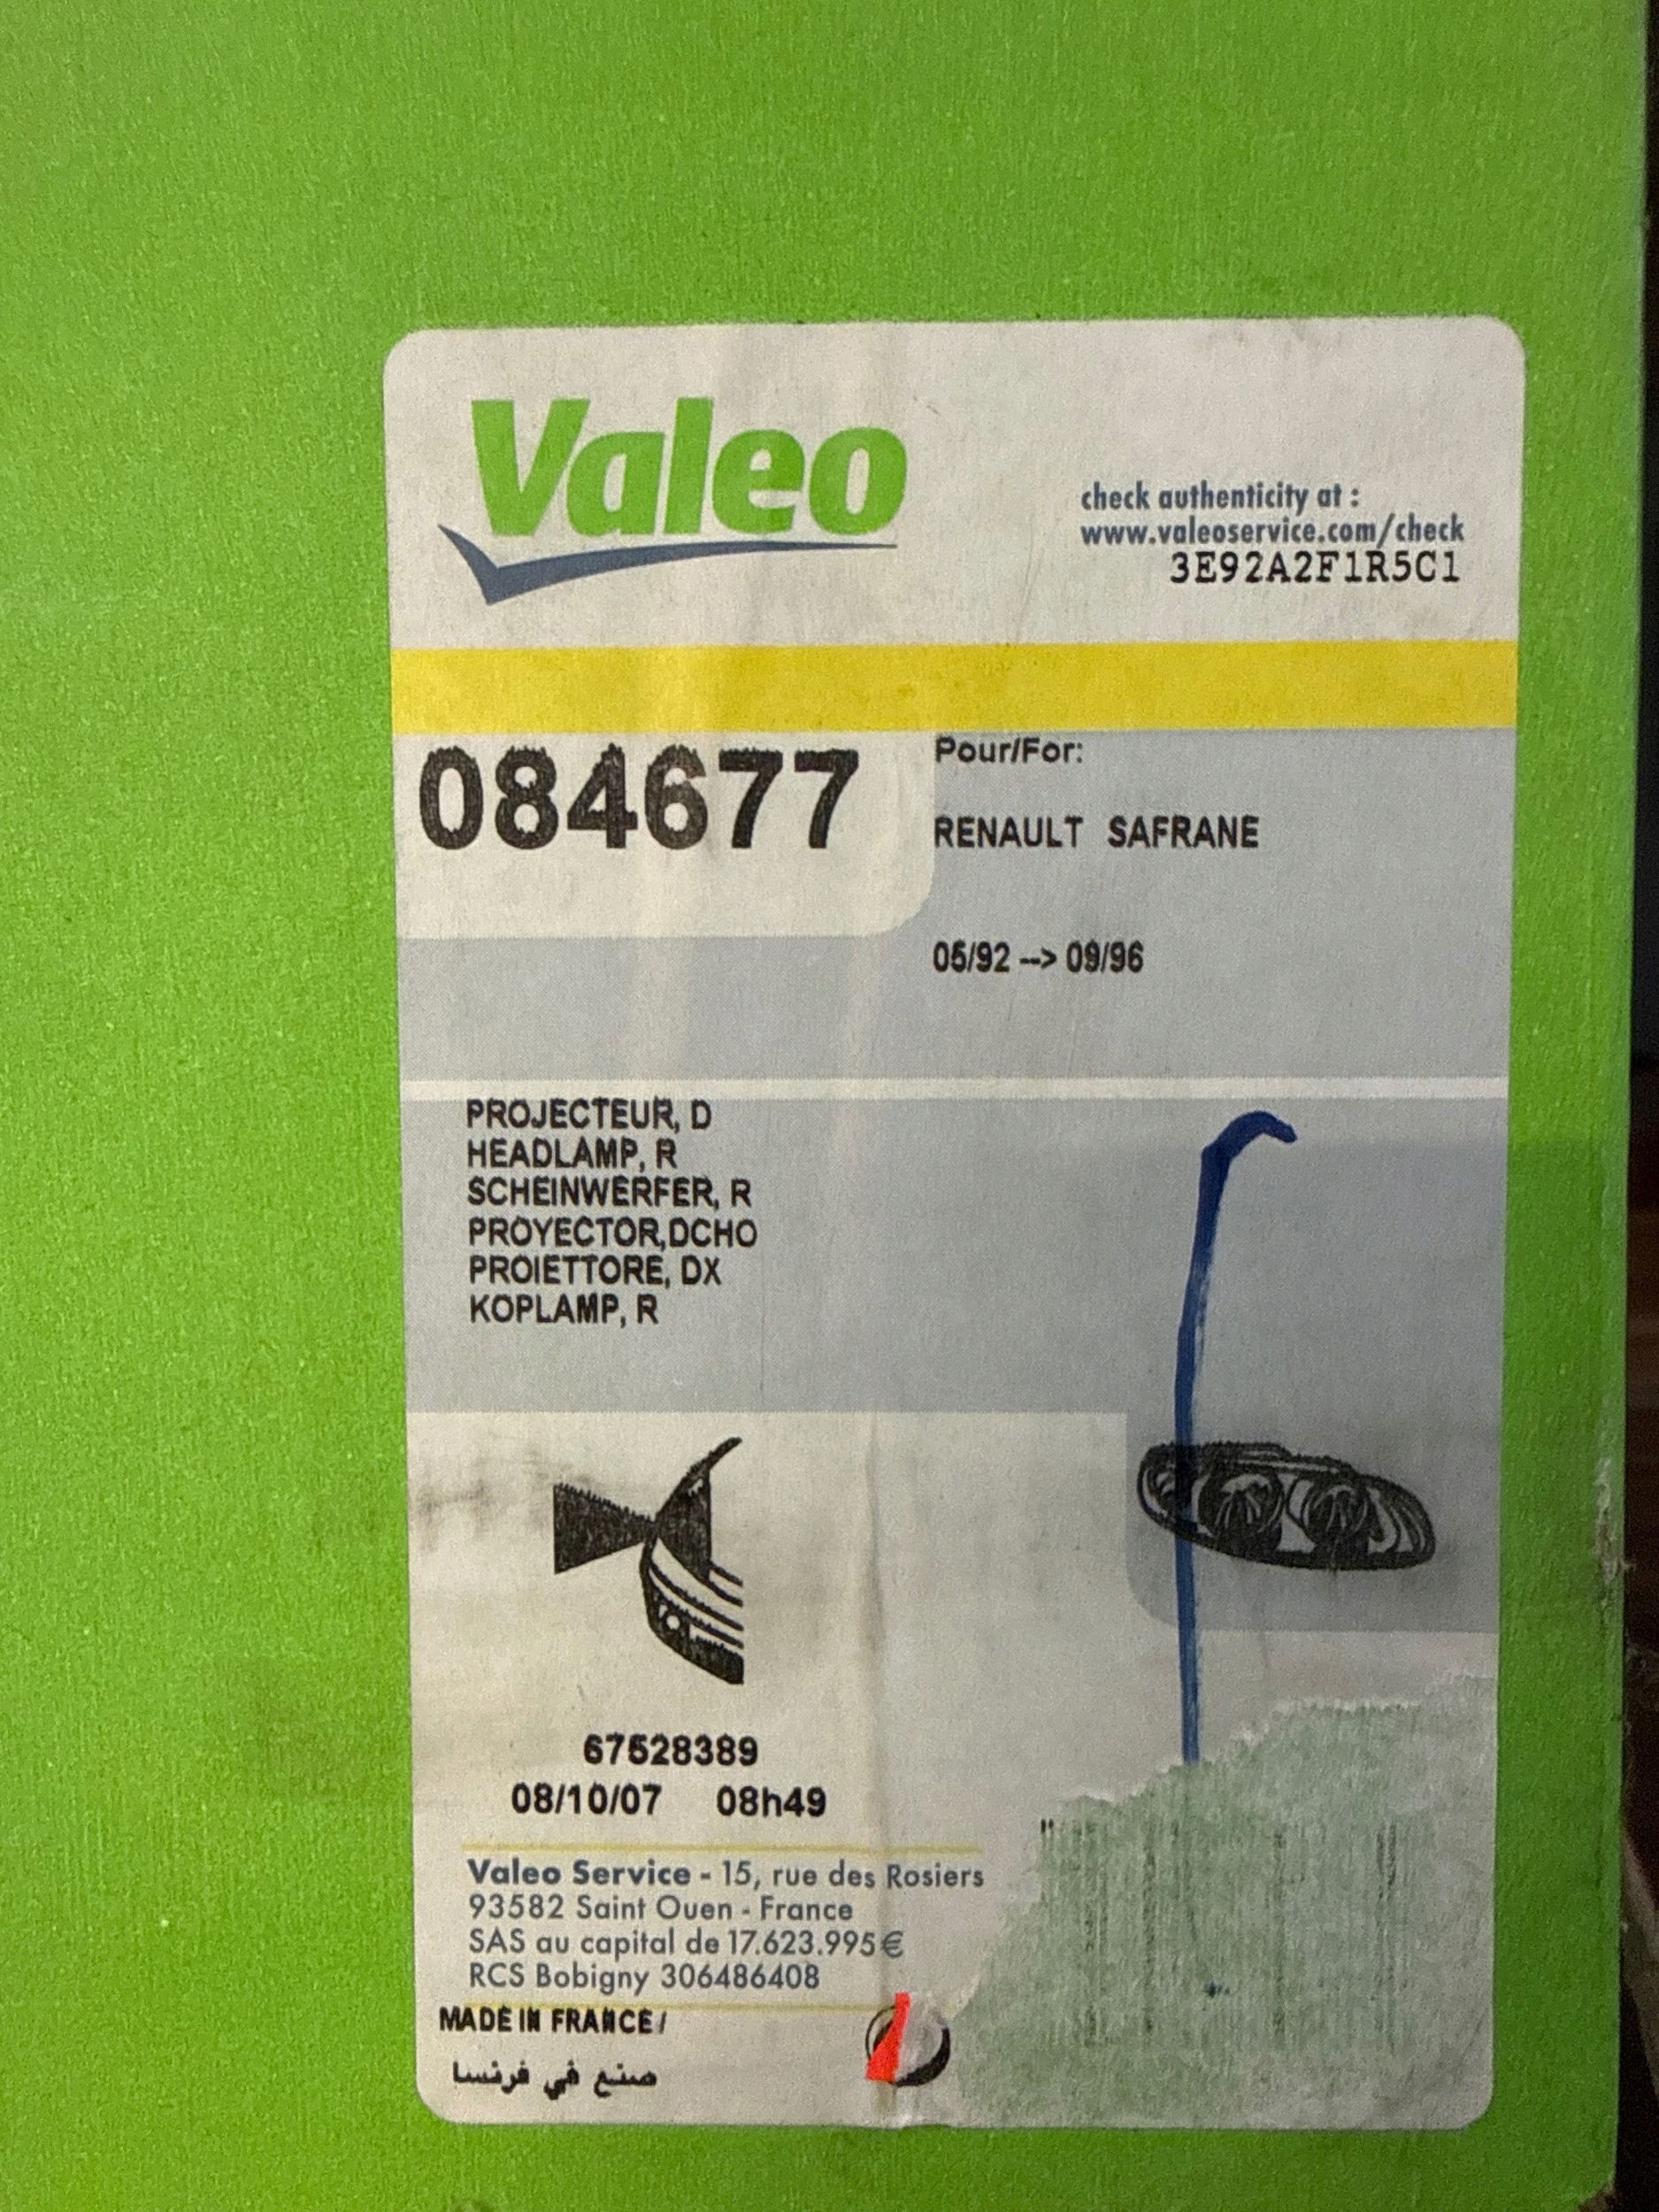 Valeo
check authenticity at :
www.valeoservice.com/check
3E92A2F1R5C1
084677
Pour/For:
RENAULT SAFRANE
05/92 --> 09/96
PROJECTEUR, D
HEADLAMP, R
SCHEINWERFER, R
PROYECTOR,DCHO
PROIETTORE, DX
KOPLAMP, R
67528389
08/10/07 08h49
Valeo Service - 15, rue des Rosiers
93582 Saint Ouen - France
SAS au capital de 17.623.995€
RCS Bobigny 306486408
MADE IN FRANCE /
صنع في فرنسا